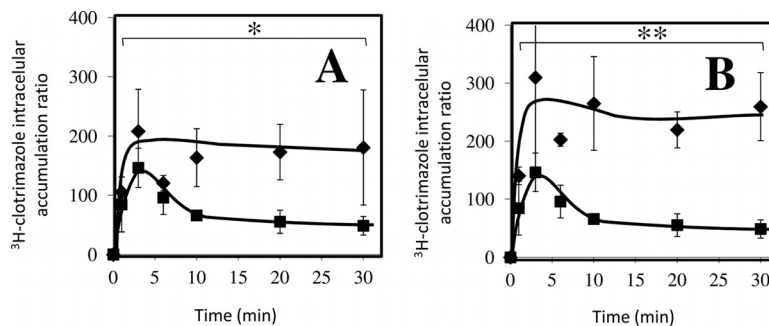 ³H-clotrimazole intracelular
accumulation ratio
400
300
200
100
0
*
A
0 5 10 15 20 25 30
Time (min)
³H-clotrimazole intracelular
accumulation ratio
400
300
200
100
0
**
B
0 5 10 15 20 25 30
Time (min)